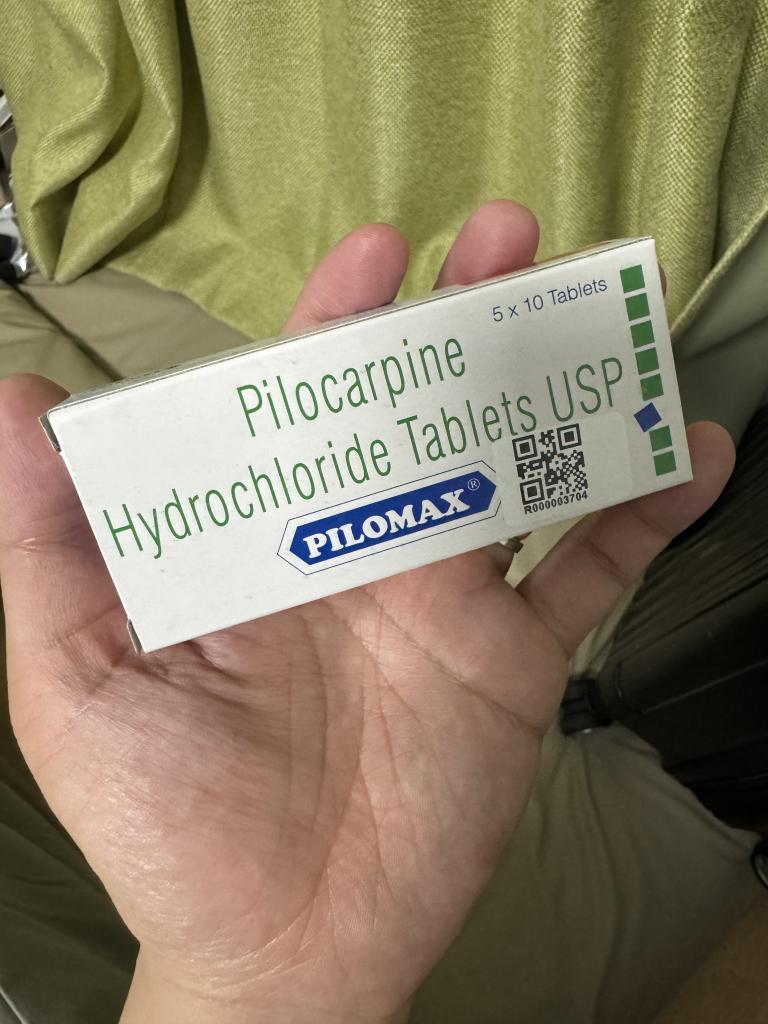 5 x 10 Tablets
Pilocarpine
Hydrochloride Tablets USP
PILOMAX®
R000003704